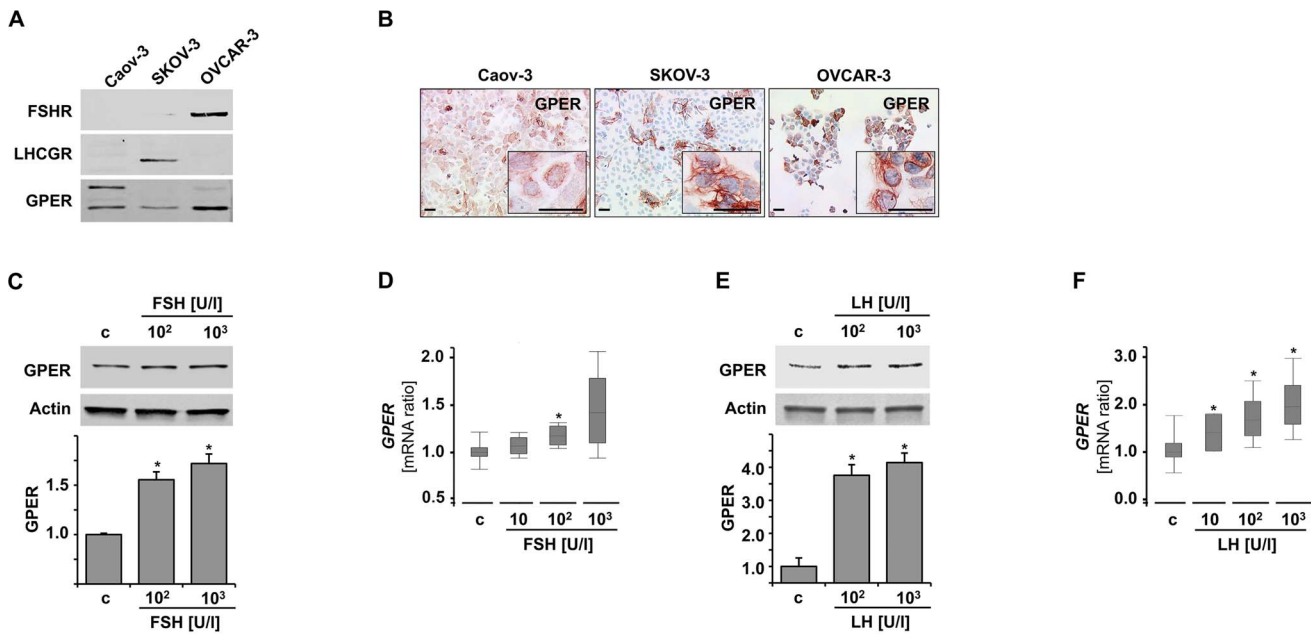 A
Caov-3
SKOV-3
OVCAR-3
FSHR
LHCGR
GPER
B
Caov-3
SKOV-3
OVCAR-3
GPER
GPER
GPER
C
FSH [U/l]
c
10²
10³
GPER
Actin
GPER
1.5
1.0
*
*
c
10²
10³
FSH [U/l]
D
GPER
[mRNA ratio]
2.0
1.5
1.0
0.5
*
c
10
10²
10³
FSH [U/l]
E
LH [U/l]
c
10²
10³
GPER
Actin
GPER
4.0
3.0
2.0
4.0
1.0
*
*
c
10²
10³
LH [U/l]
F
GPER
[mRNA ratio]
3.0
2.0
1.0
0.0
*
*
*
c
10
10²
10³
LH [U/l]